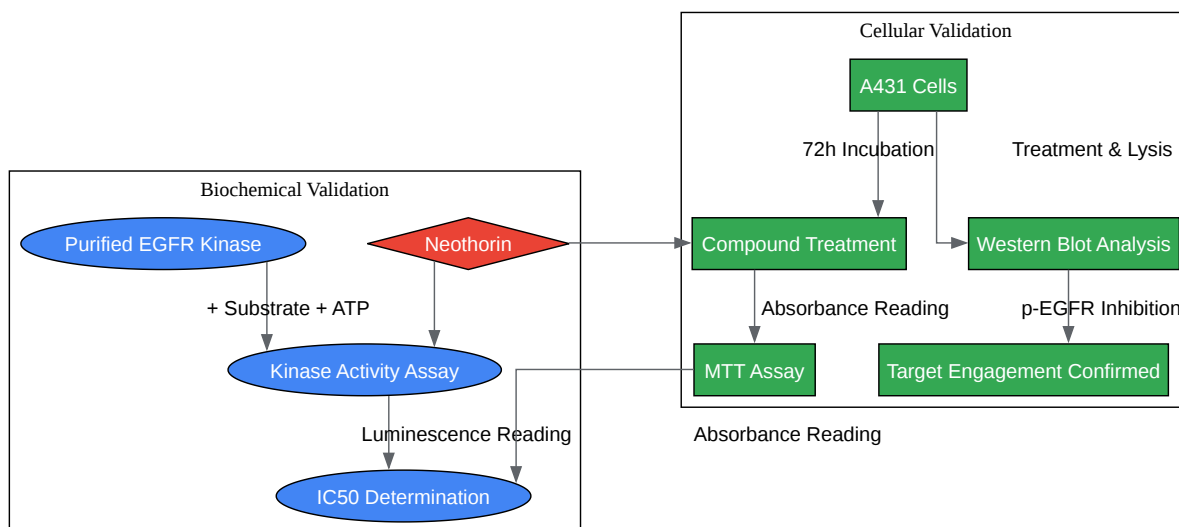 Cellular Validation
A431 Cells
72h Incubation
Treatment & Lysis
Biochemical Validation
Purified EGFR Kinase
Neothorin
Compound Treatment
Western Blot Analysis
+ Substrate + ATP
Absorbance Reading
p-EGFR Inhibition
Kinase Activity Assay
MTT Assay
Target Engagement Confirmed
Luminescence Reading
Absorbance Reading
IC50 Determination